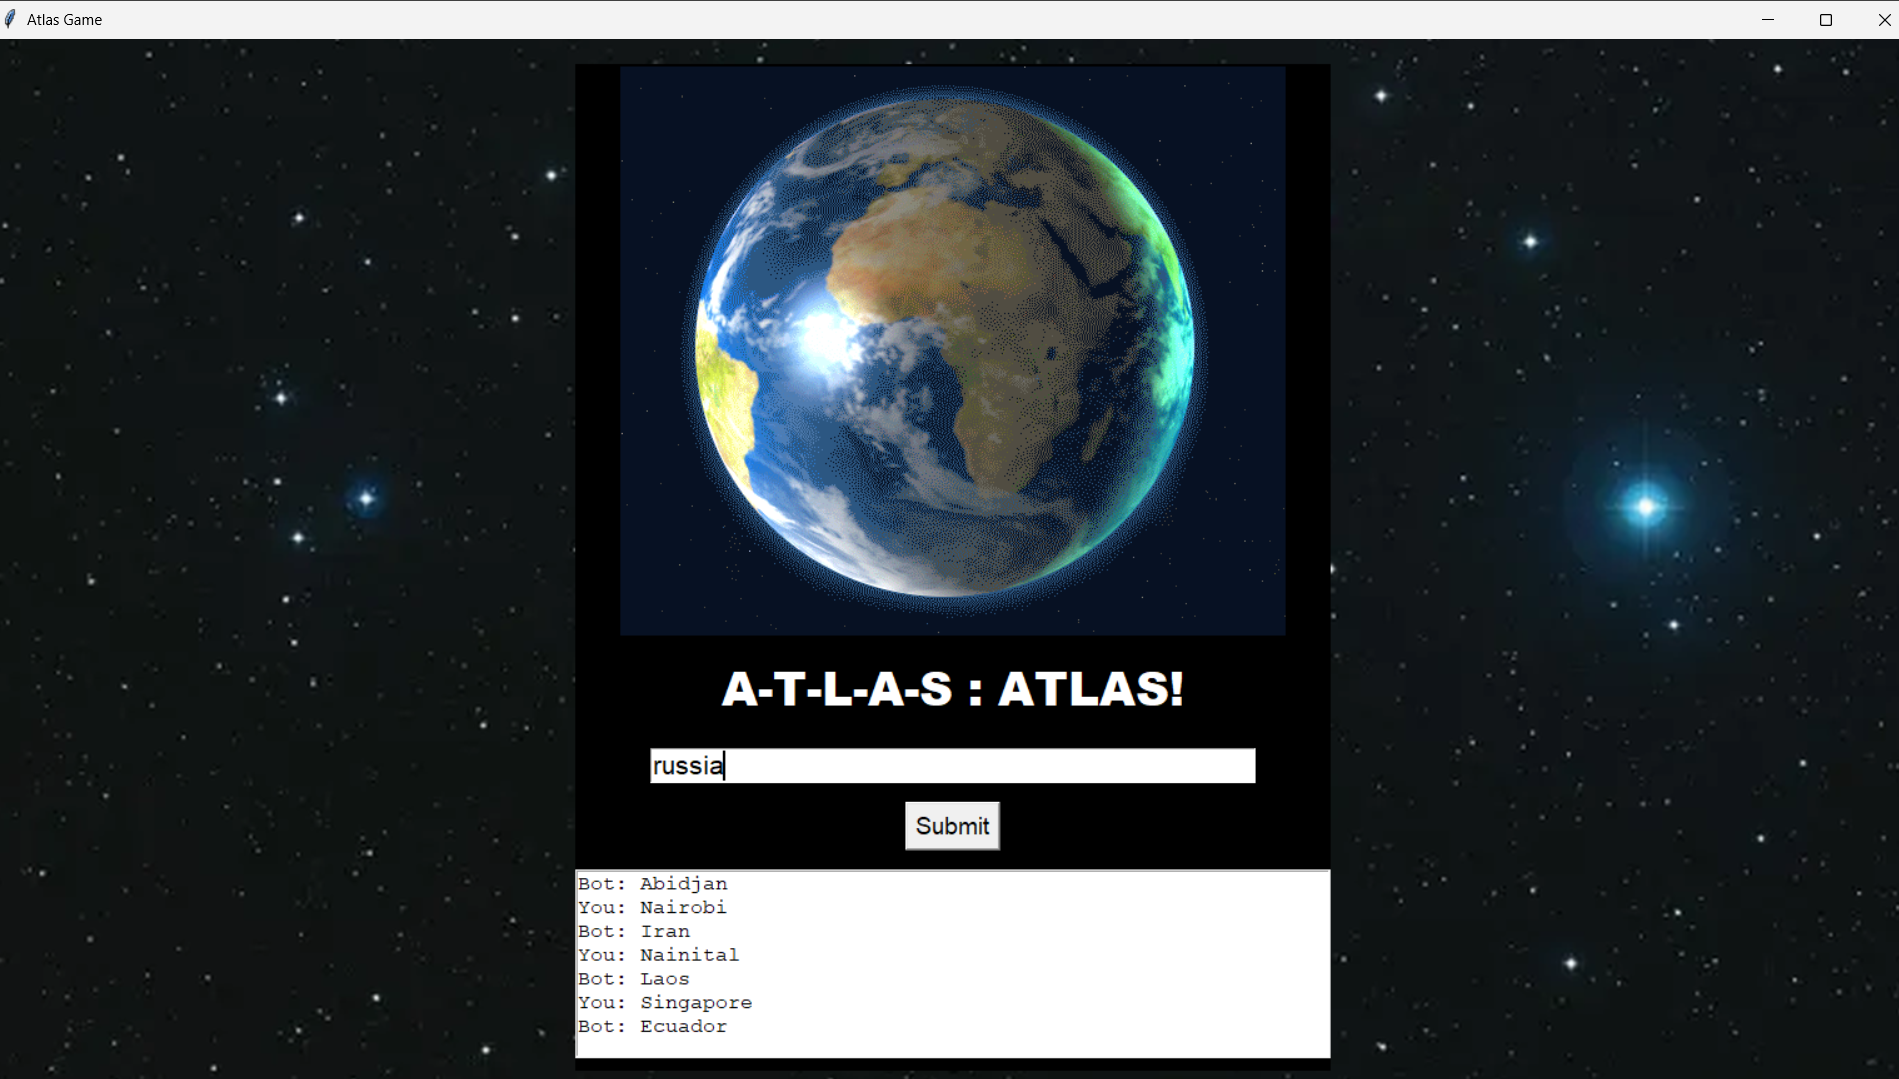 Atlas Game
A-T-L-A-S : ATLAS!
russia
Submit
Bot: Abidjan
You: Nairobi
Bot: Iran
You: Nainital
Bot: Laos
You: Singapore
Bot: Ecuador